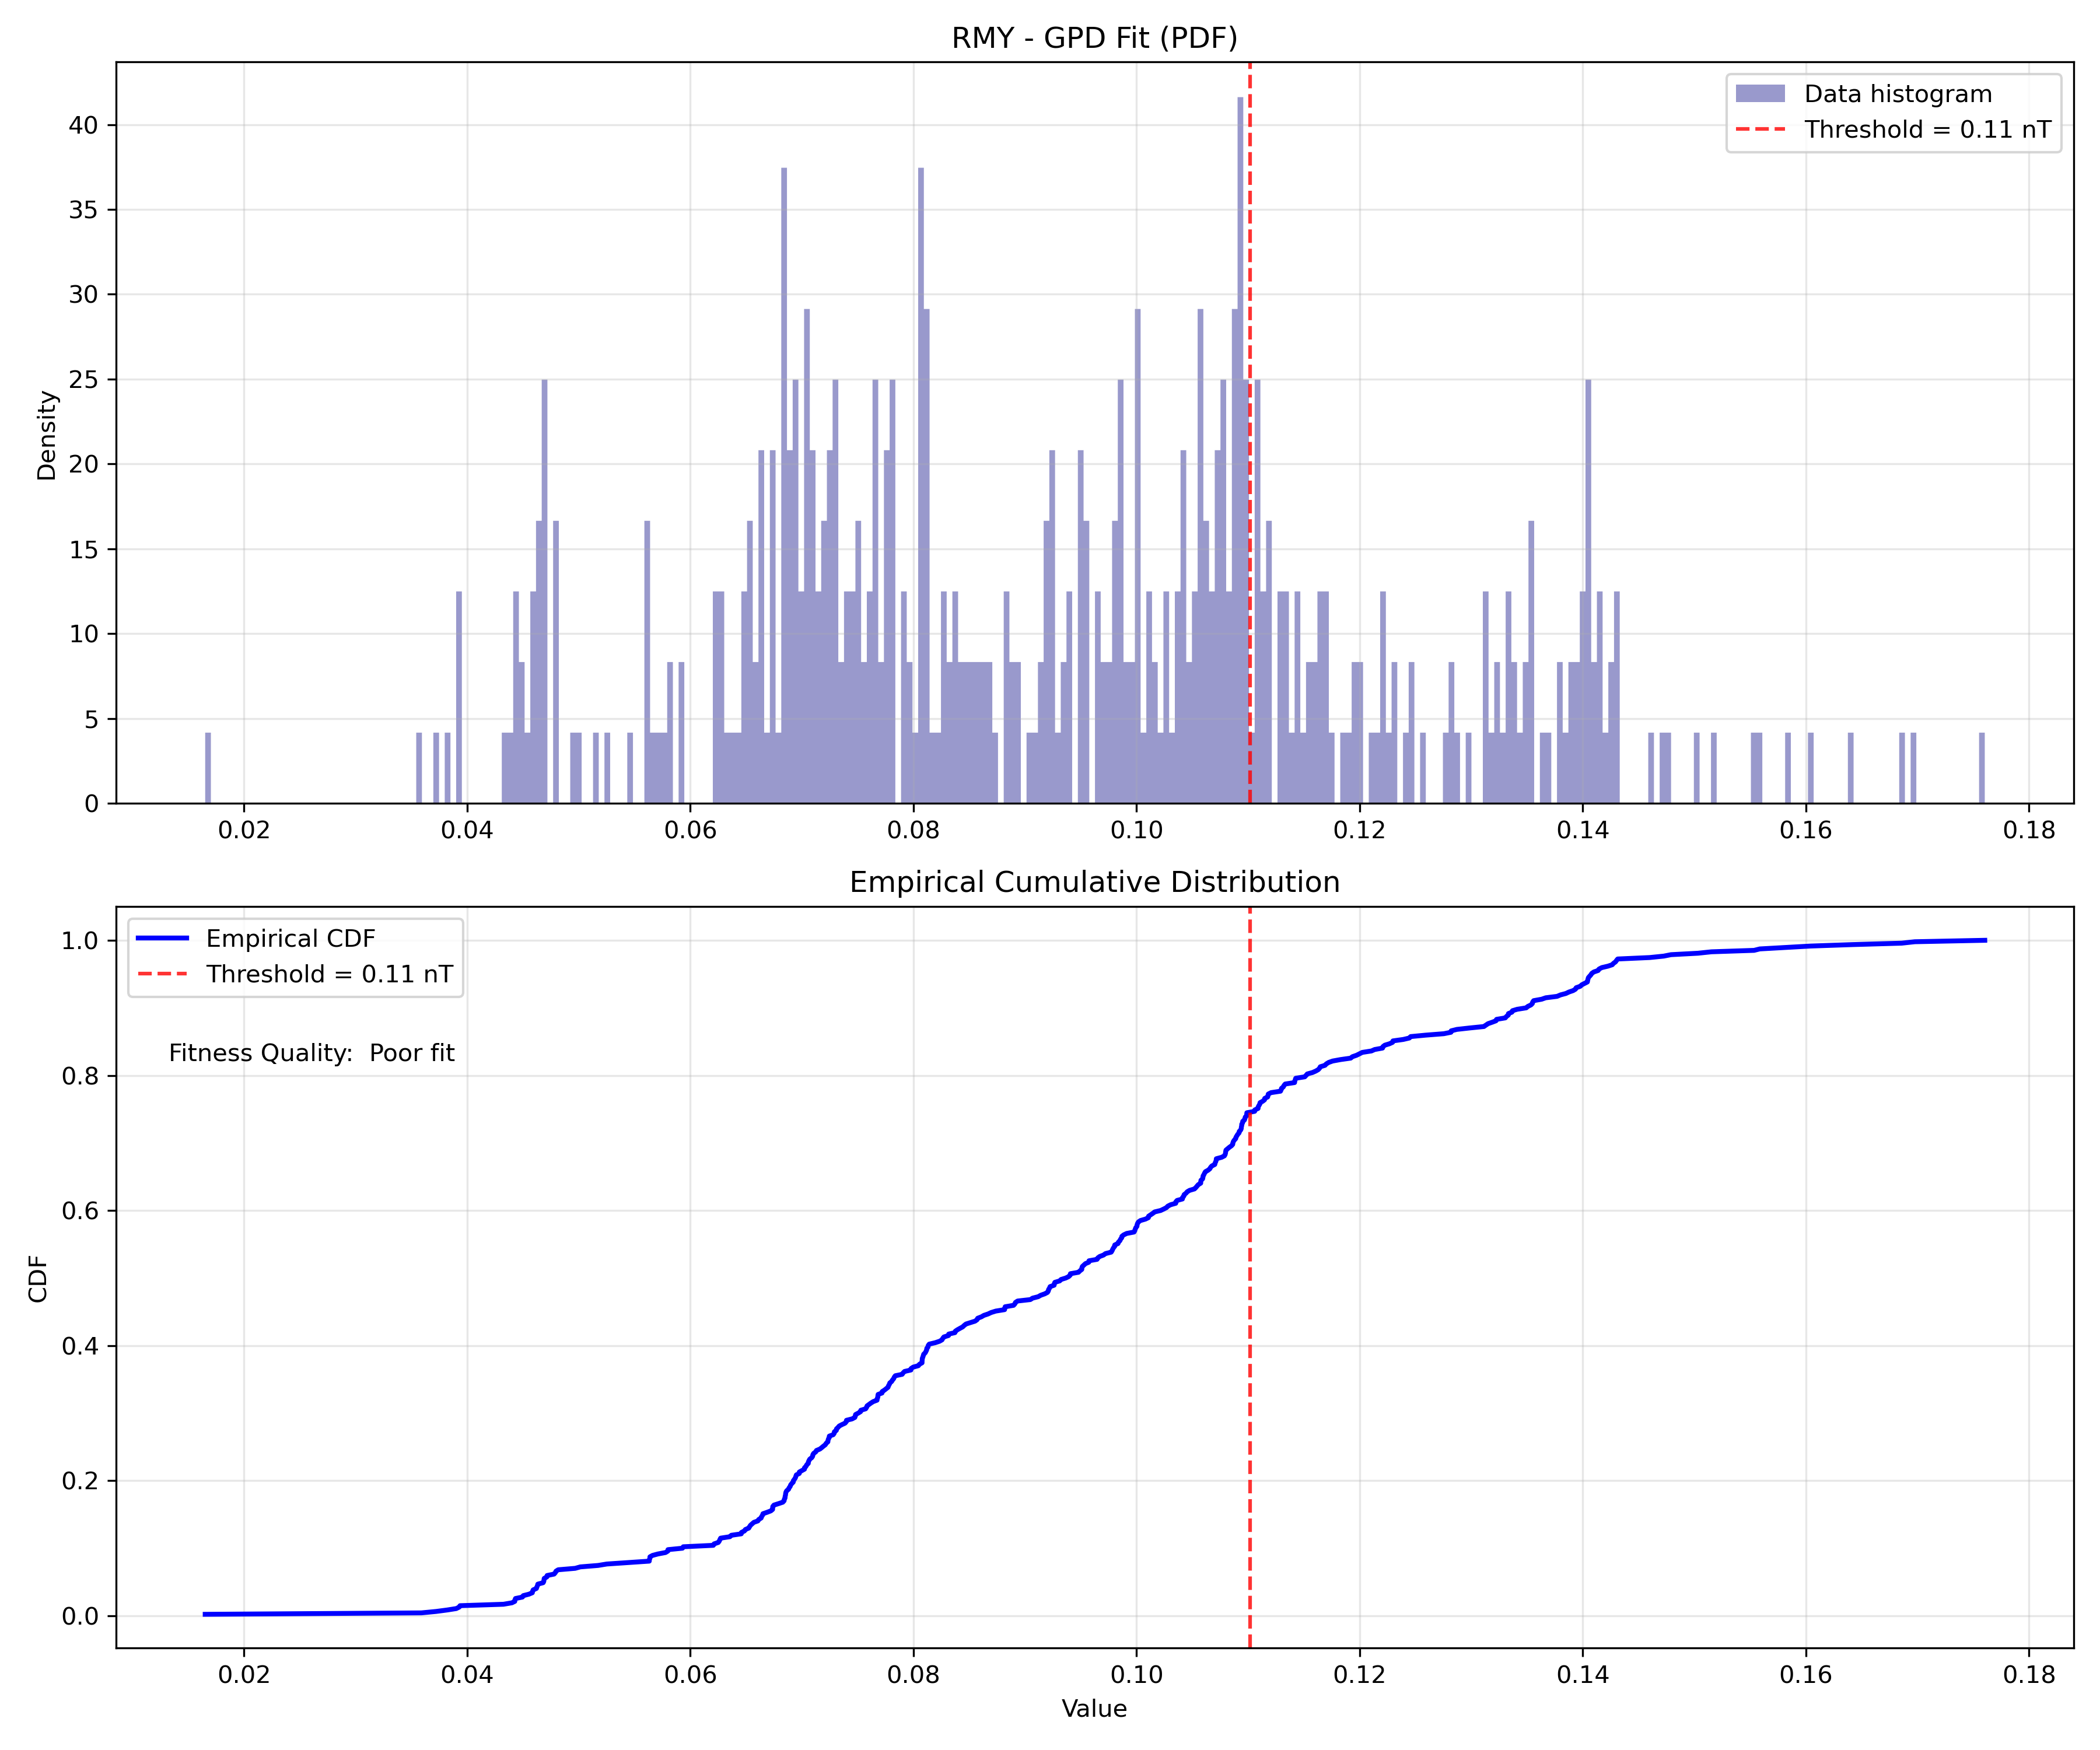 RMY - GPD Fit (PDF)
Density
40
35
30
25
20
15
10
5
0
Data histogram
Threshold = 0.11 nT
0.02 0.04 0.06 0.08 0.10 0.12 0.14 0.16 0.18
Empirical Cumulative Distribution
CDF
1.0
0.8
0.6
0.4
0.2
0.0
Empirical CDF
Threshold = 0.11 nT
Fitness Quality: Poor fit
0.02 0.04 0.06 0.08 0.10 0.12 0.14 0.16 0.18
Value